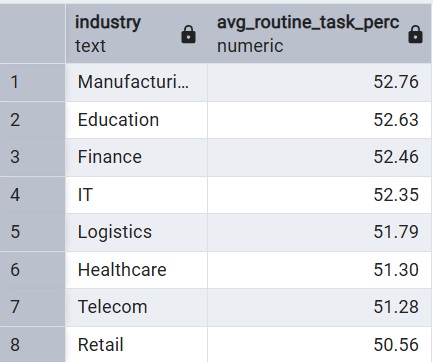 industry avg_routine_task_perc
text numeric
1 Manufacturi... 52.76
2 Education 52.63
3 Finance 52.46
4 IT 52.35
5 Logistics 51.79
6 Healthcare 51.30
7 Telecom 51.28
8 Retail 50.56